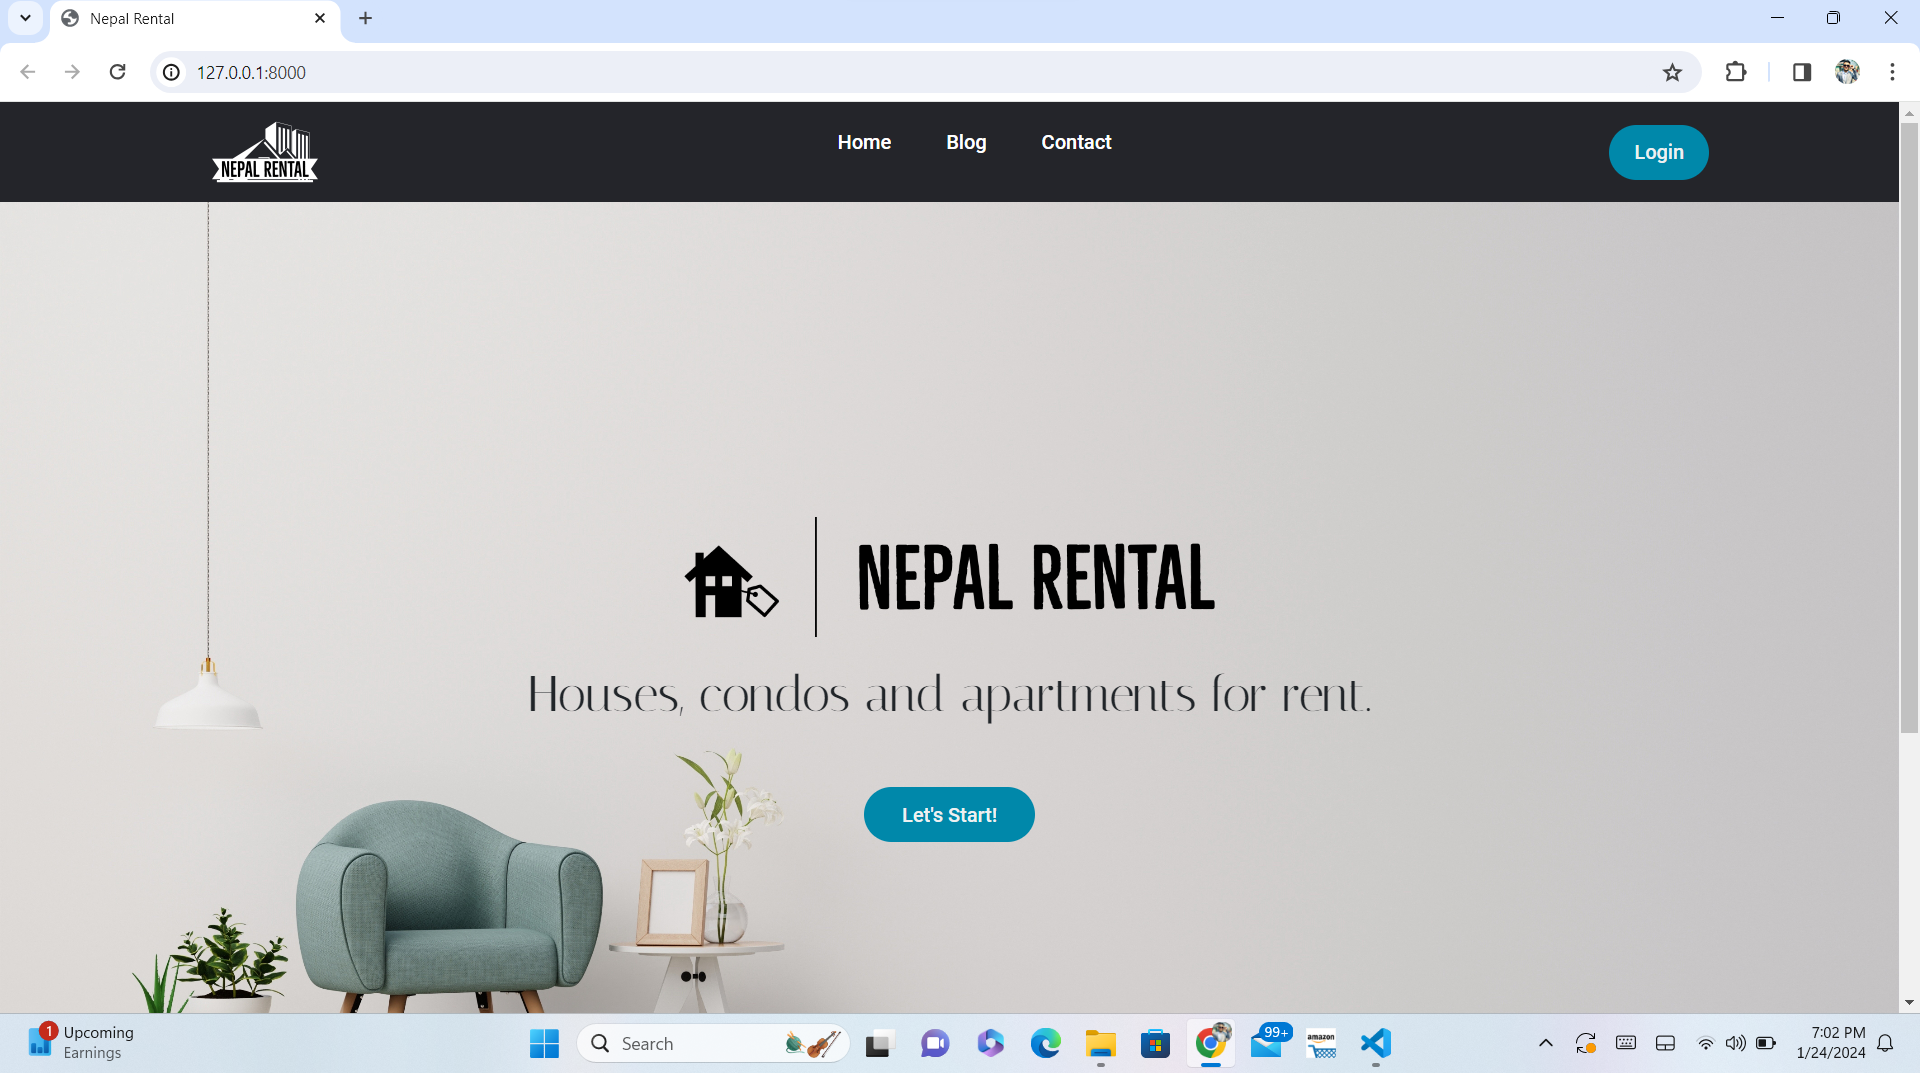 Nepal Rental
127.0.0.1:8000
NEPAL RENTAL
Home
Blog
Contact
Login
NEPAL RENTAL
Houses, condos and apartments for rent.
Let's Start!
1
Upcoming
Earnings
Search
99+
amazon
7:02 PM
1/24/2024